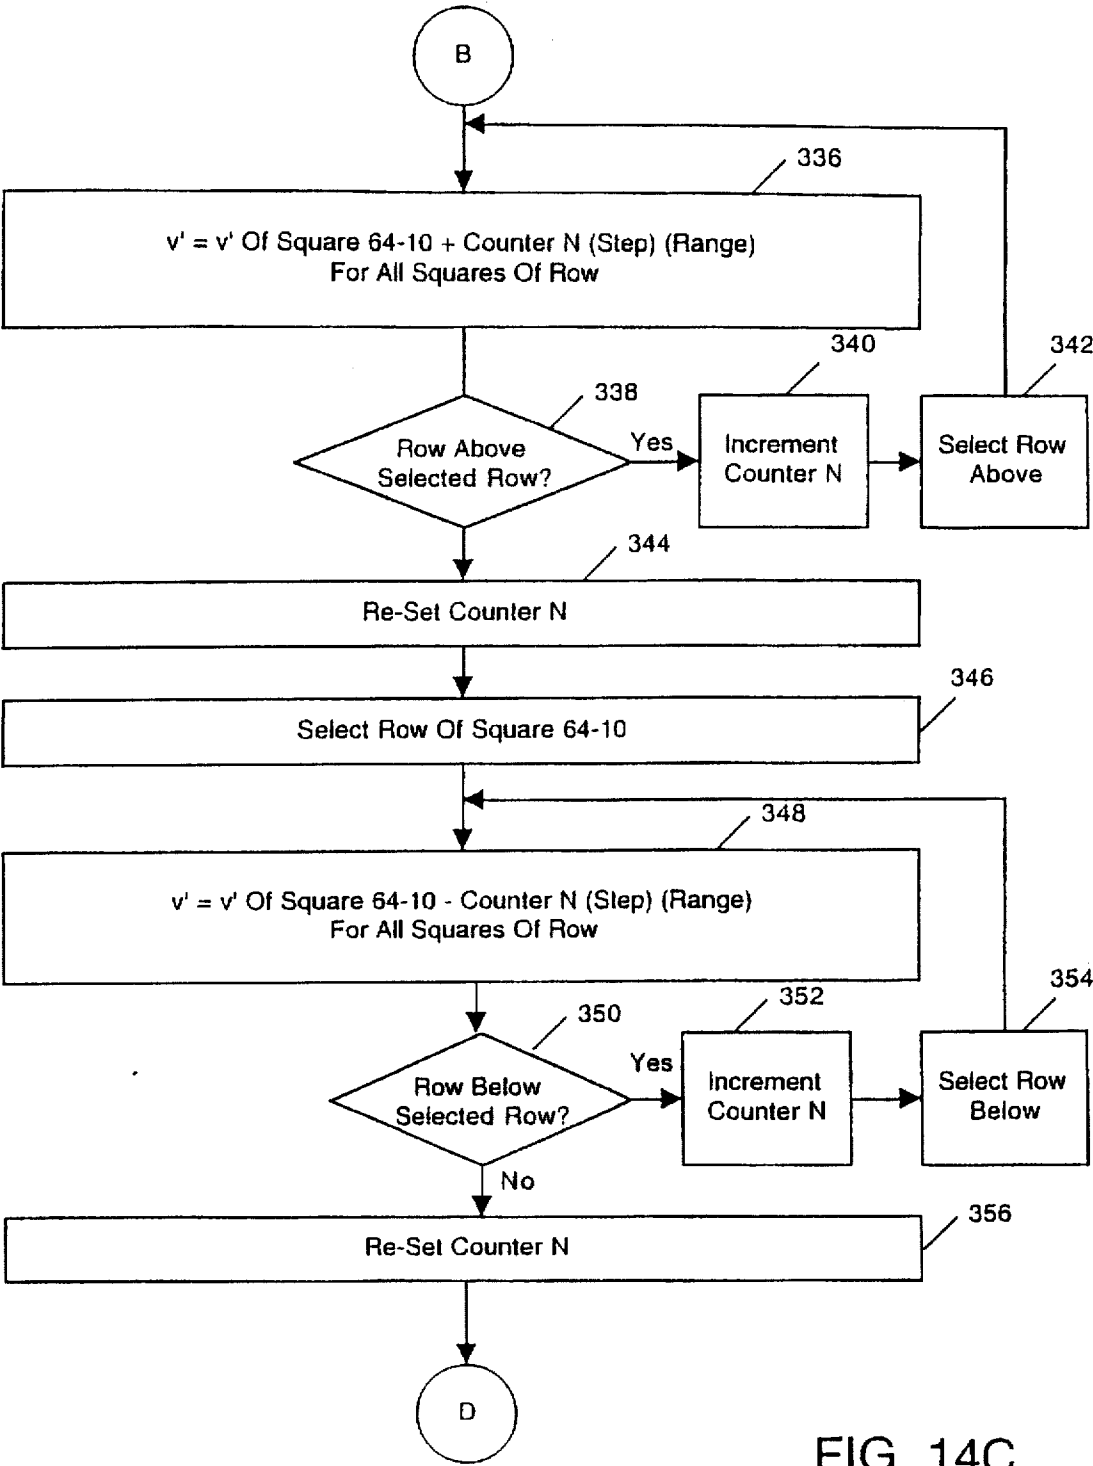 B
336
v' = v' Of Square 64-10 + Counter N (Step) (Range)
For All Squares Of Row
338
Row Above
Selected Row?
Yes
340
Increment
Counter N
342
Select Row
Above
344
Re-Set Counter N
346
Select Row Of Square 64-10
348
v' = v' Of Square 64-10 - Counter N (Step) (Range)
For All Squares Of Row
350
Row Below
Selected Row?
Yes
352
Increment
Counter N
354
Select Row
Below
No
356
Re-Set Counter N
D
FIG. 14C